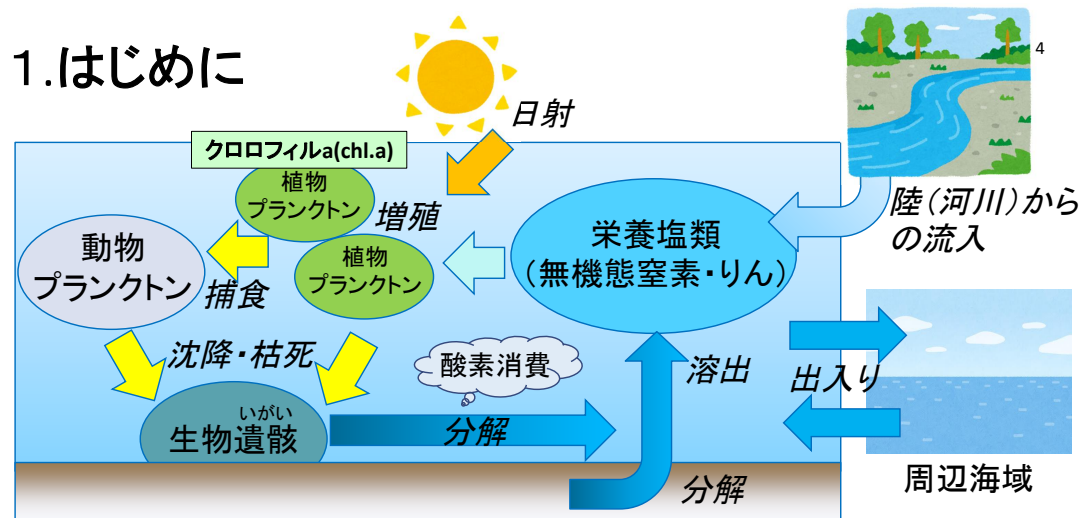 1.はじめに
4
日射
クロロフィルa(chl.a)
植物
プランクトン
増殖
植物
プランクトン
動物
プランクトン
捕食
栄養塩類
(無機態窒素・りん)
陸(河川)から
の流入
沈降・枯死
酸素消費
溶出
出入り
いがい
生物遺骸
分解
分解
周辺海域